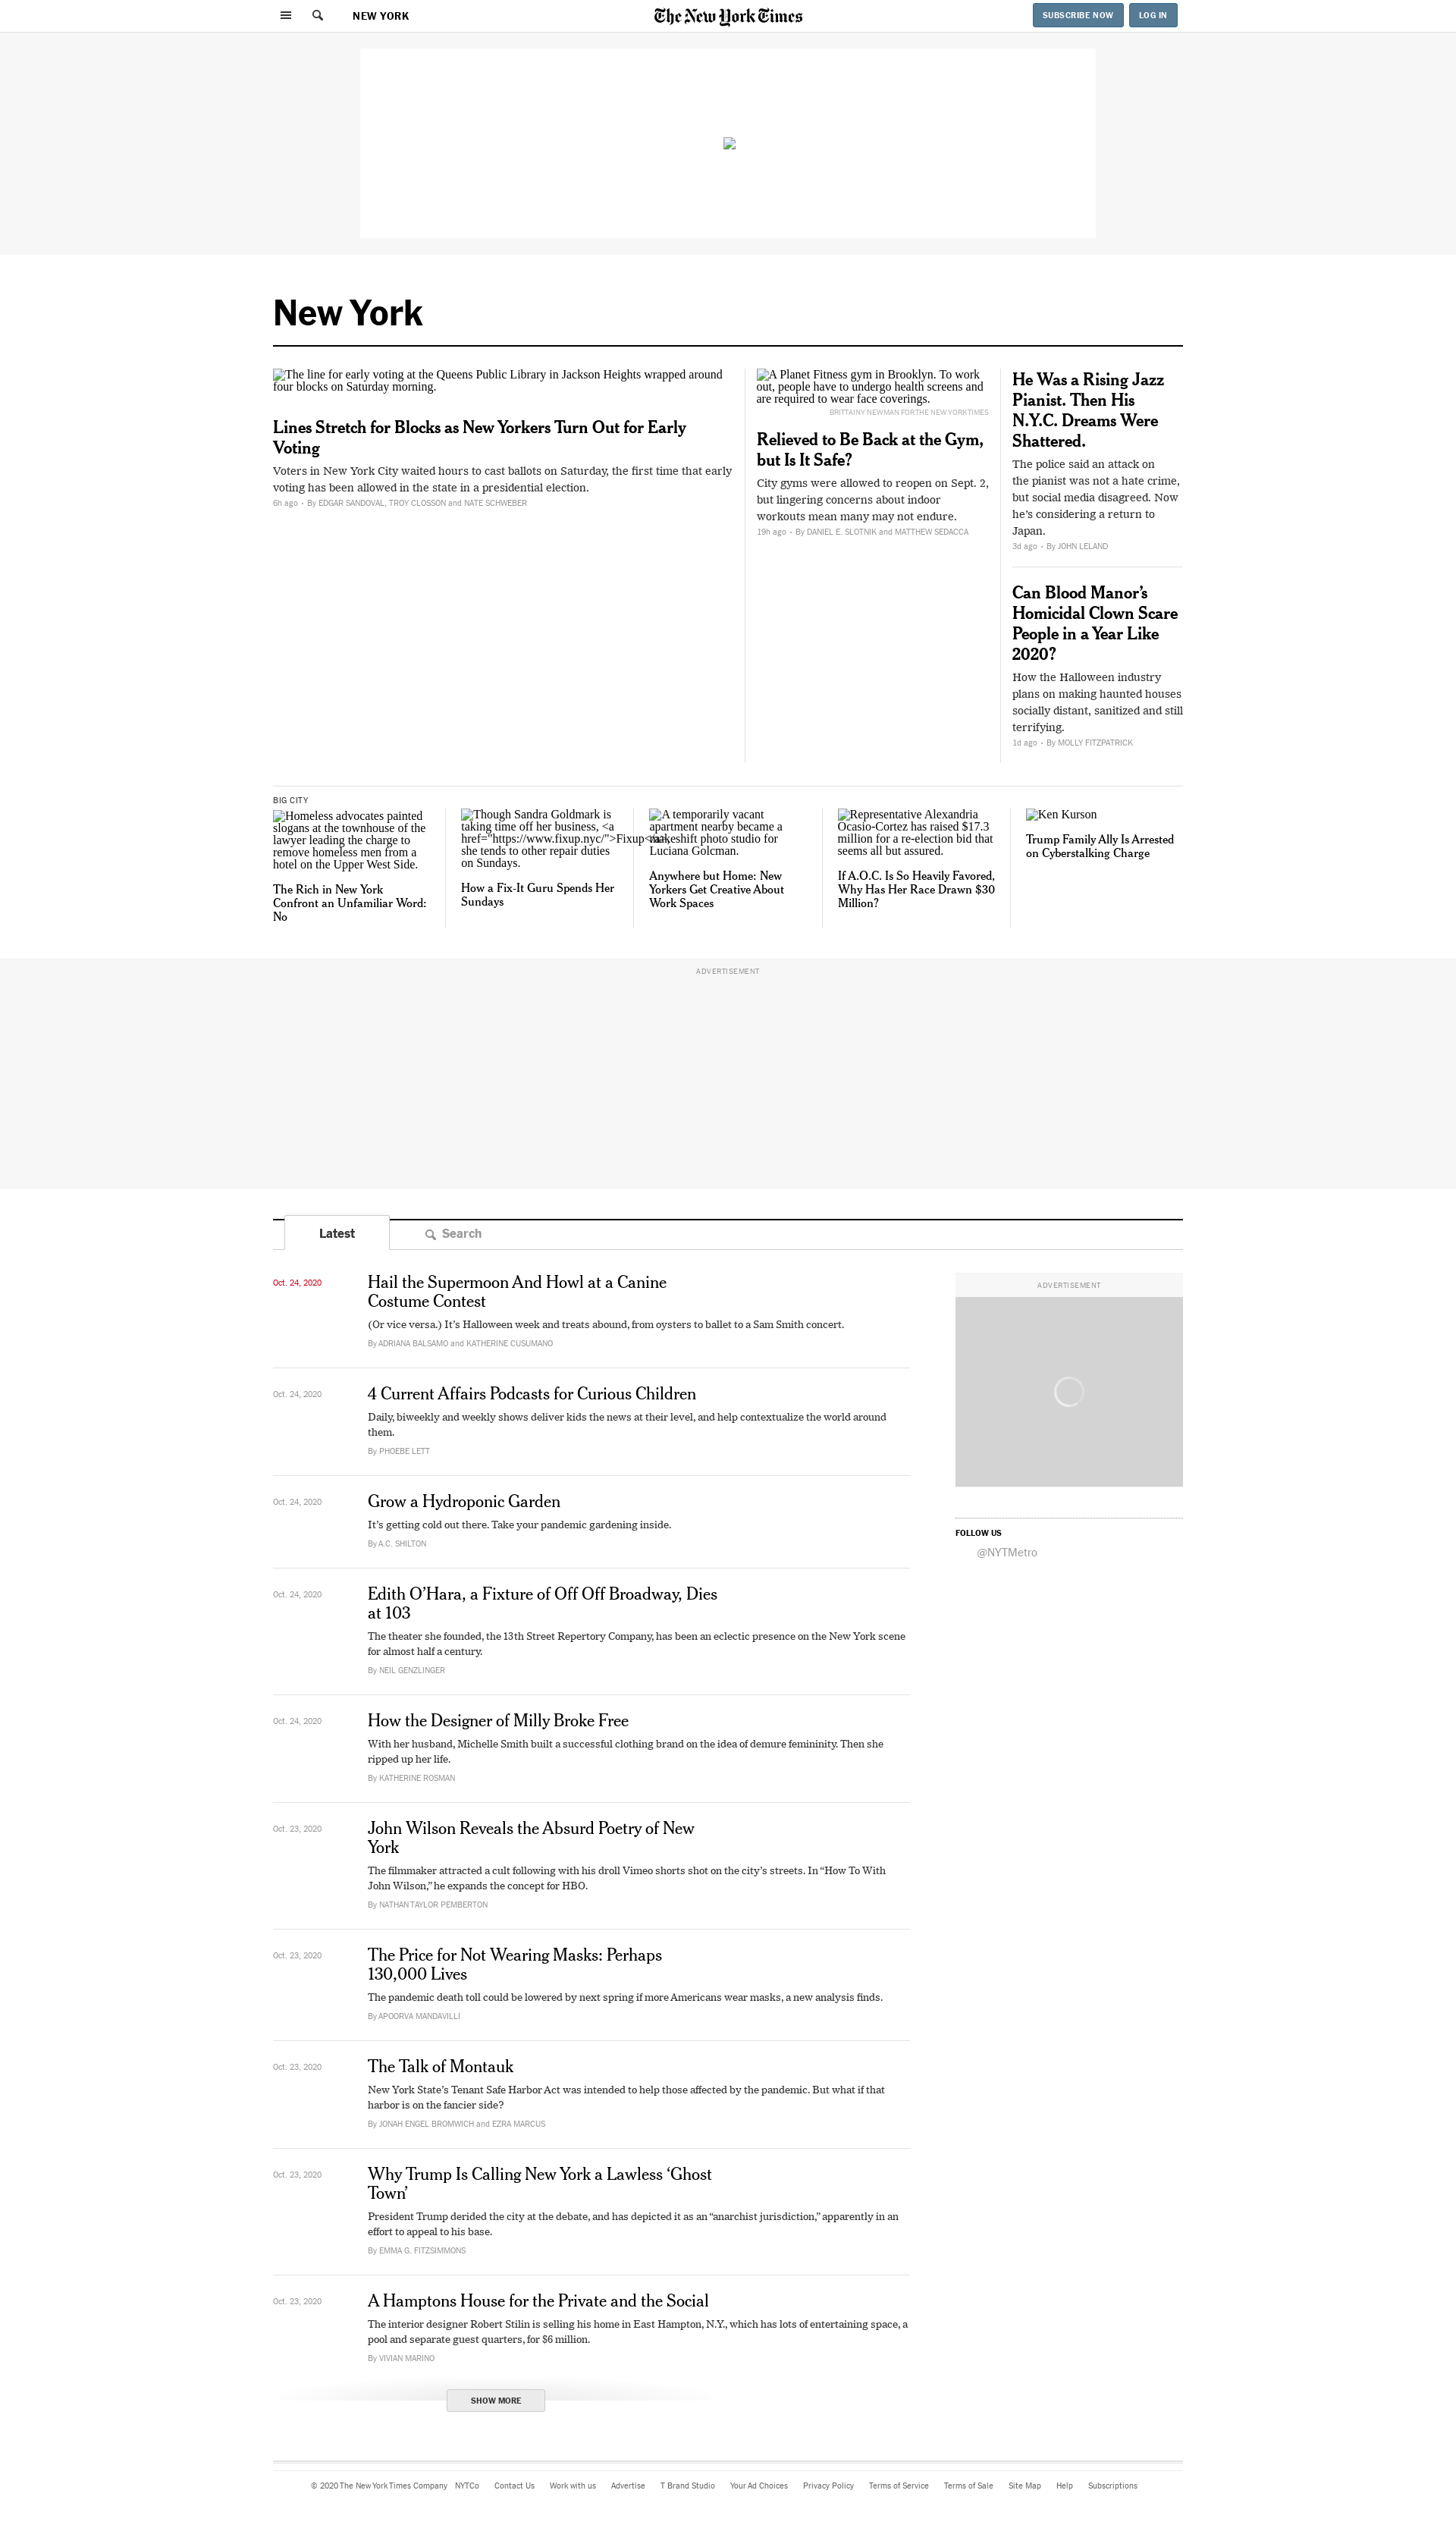 NEW YORK
The New York Times
SUBSCRIBE NOW
LOG IN
New York
The line for early voting at the Queens Public Library in Jackson Heights wrapped around
four blocks on Saturday morning.
Lines Stretch for Blocks as New Yorkers Turn Out for Early
Voting
Voters in New York City waited hours to cast ballots on Saturday, the first time that early
voting has been allowed in the state in a presidential election.
6h ago • By EDGAR SANDOVAL, TROY CLOSSON and NATE SCHWEBER
A Planet Fitness gym in Brooklyn. To work
out, people have to undergo health screens and
are required to wear face coverings.
BRITTAINY NEWMAN FOR THE NEW YORK TIMES
Relieved to Be Back at the Gym,
but Is It Safe?
City gyms were allowed to reopen on Sept. 2,
but lingering concerns about indoor
workouts mean many may not endure.
19h ago • By DANIEL E. SLOTNIK and MATTHEW SEDACCA
He Was a Rising Jazz
Pianist. Then His
N.Y.C. Dreams Were
Shattered.
The police said an attack on
the pianist was not a hate crime,
but social media disagreed. Now
he’s considering a return to
Japan.
3d ago • By JOHN LELAND
Can Blood Manor’s
Homicidal Clown Scare
People in a Year Like
2020?
How the Halloween industry
plans on making haunted houses
socially distant, sanitized and still
terrifying.
1d ago • By MOLLY FITZPATRICK
BIG CITY
Homeless advocates painted
slogans at the townhouse of the
lawyer leading the charge to
remove homeless men from a
hotel on the Upper West Side.
The Rich in New York
Confront an Unfamiliar Word:
No
Though Sandra Goldmark is
taking time off her business, <a
href="https://www.fixup.nyc/">Fixup</a>,
she tends to other repair duties
on Sundays.
How a Fix-It Guru Spends Her
Sundays
A temporarily vacant
apartment nearby became a
makeshift photo studio for
Luciana Golcman.
Anywhere but Home: New
Yorkers Get Creative About
Work Spaces
Representative Alexandria
Ocasio-Cortez has raised $17.3
million for a re-election bid that
seems all but assured.
If A.O.C. Is So Heavily Favored,
Why Has Her Race Drawn $30
Million?
Ken Kurson
Trump Family Ally Is Arrested
on Cyberstalking Charge
ADVERTISEMENT
Latest
Search
Oct. 24, 2020
Hail the Supermoon And Howl at a Canine
Costume Contest
(Or vice versa.) It’s Halloween week and treats abound, from oysters to ballet to a Sam Smith concert.
By ADRIANA BALSAMO and KATHERINE CUSUMANO
Oct. 24, 2020
4 Current Affairs Podcasts for Curious Children
Daily, biweekly and weekly shows deliver kids the news at their level, and help contextualize the world around
them.
By PHOEBE LETT
Oct. 24, 2020
Grow a Hydroponic Garden
It’s getting cold out there. Take your pandemic gardening inside.
By A.C. SHILTON
Oct. 24, 2020
Edith O’Hara, a Fixture of Off Off Broadway, Dies
at 103
The theater she founded, the 13th Street Repertory Company, has been an eclectic presence on the New York scene
for almost half a century.
By NEIL GENZLINGER
Oct. 24, 2020
How the Designer of Milly Broke Free
With her husband, Michelle Smith built a successful clothing brand on the idea of demure femininity. Then she
ripped up her life.
By KATHERINE ROSMAN
Oct. 23, 2020
John Wilson Reveals the Absurd Poetry of New
York
The filmmaker attracted a cult following with his droll Vimeo shorts shot on the city’s streets. In “How To With
John Wilson,” he expands the concept for HBO.
By NATHAN TAYLOR PEMBERTON
Oct. 23, 2020
The Price for Not Wearing Masks: Perhaps
130,000 Lives
The pandemic death toll could be lowered by next spring if more Americans wear masks, a new analysis finds.
By APOORVA MANDAVILLI
Oct. 23, 2020
The Talk of Montauk
New York State’s Tenant Safe Harbor Act was intended to help those affected by the pandemic. But what if that
harbor is on the fancier side?
By JONAH ENGEL BROMWICH and EZRA MARCUS
Oct. 23, 2020
Why Trump Is Calling New York a Lawless ‘Ghost
Town’
President Trump derided the city at the debate, and has depicted it as an “anarchist jurisdiction,” apparently in an
effort to appeal to his base.
By EMMA G. FITZSIMMONS
Oct. 23, 2020
A Hamptons House for the Private and the Social
The interior designer Robert Stilin is selling his home in East Hampton, N.Y., which has lots of entertaining space, a
pool and separate guest quarters, for $6 million.
By VIVIAN MARINO
SHOW MORE
ADVERTISEMENT
FOLLOW US
@NYTMetro
© 2020 The New York Times Company NYTCo Contact Us Work with us Advertise T Brand Studio Your Ad Choices Privacy Policy Terms of Service Terms of Sale Site Map Help Subscriptions